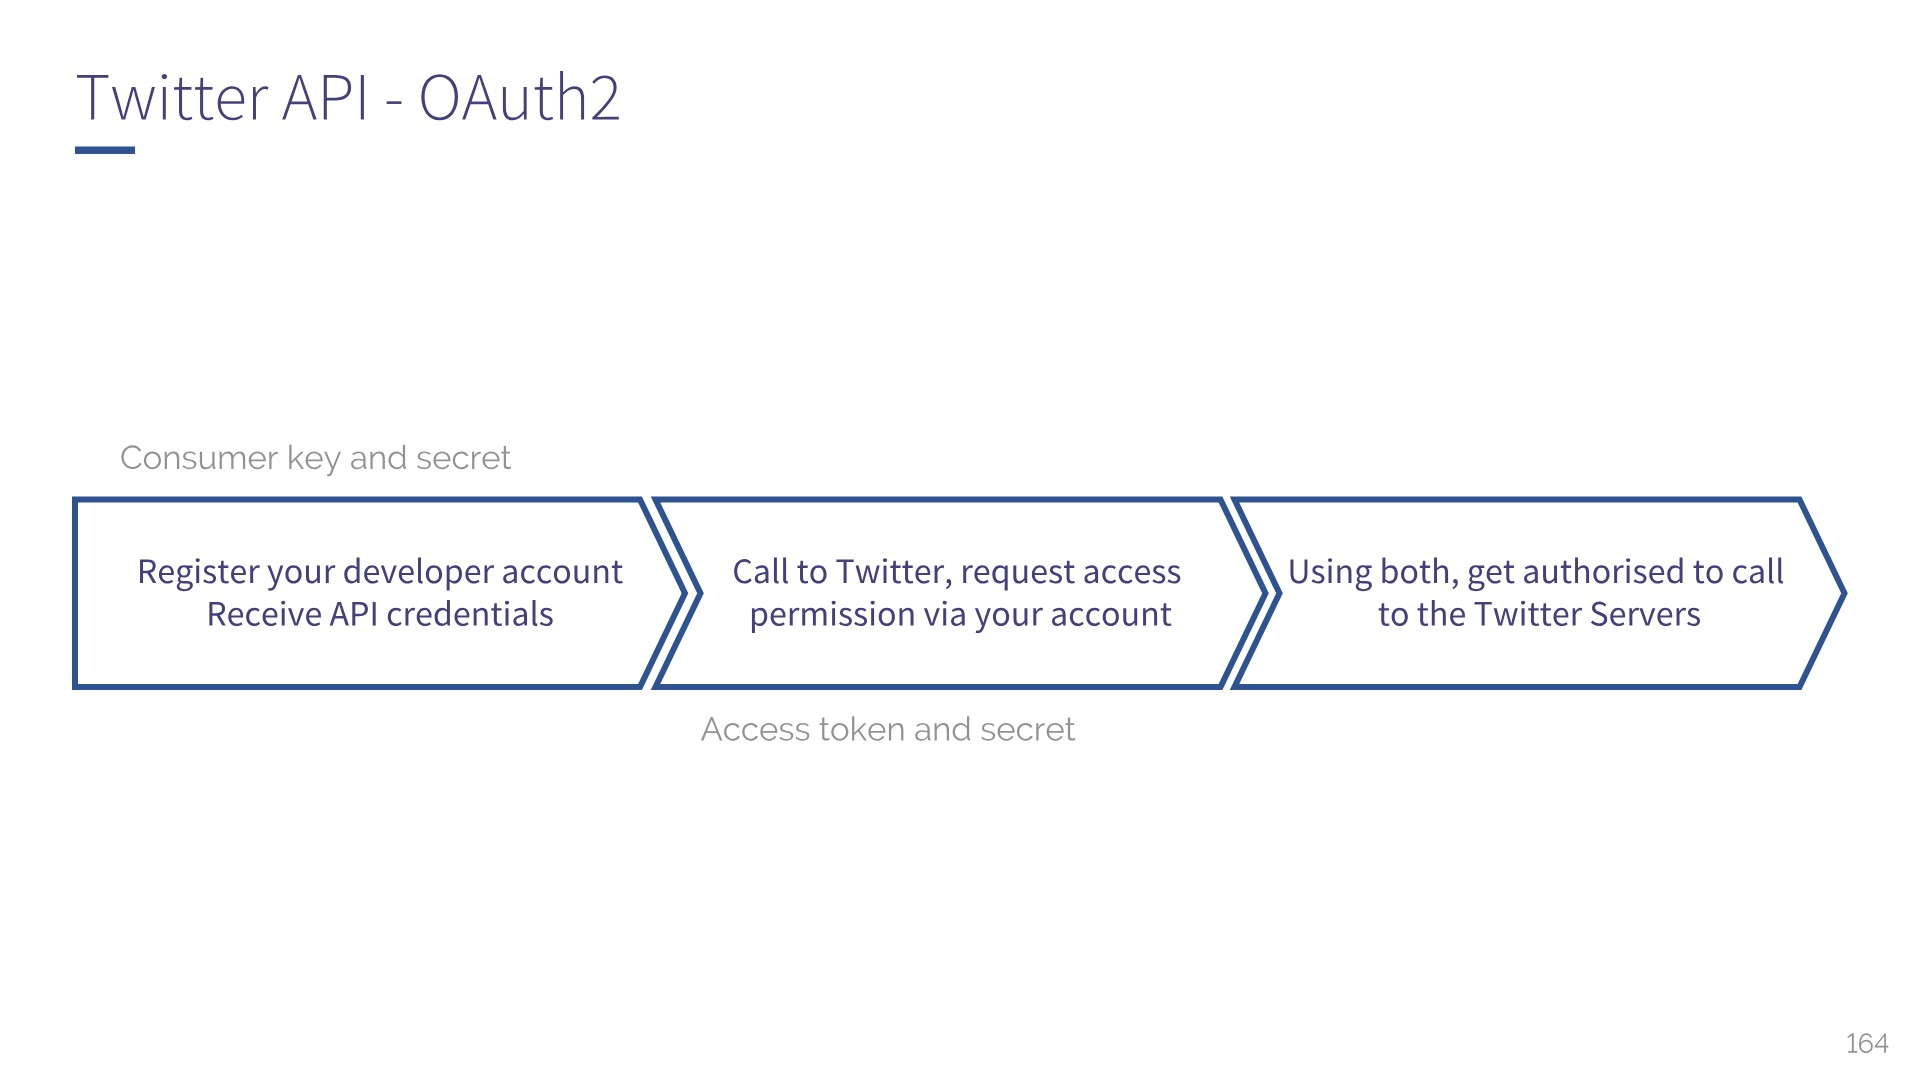 Twitter API - OAuth2
Consumer key and secret
Register your developer account
Receive API credentials
Call to Twitter, request access
permission via your account
Using both, get authorised to call
to the Twitter Servers
Access token and secret
164